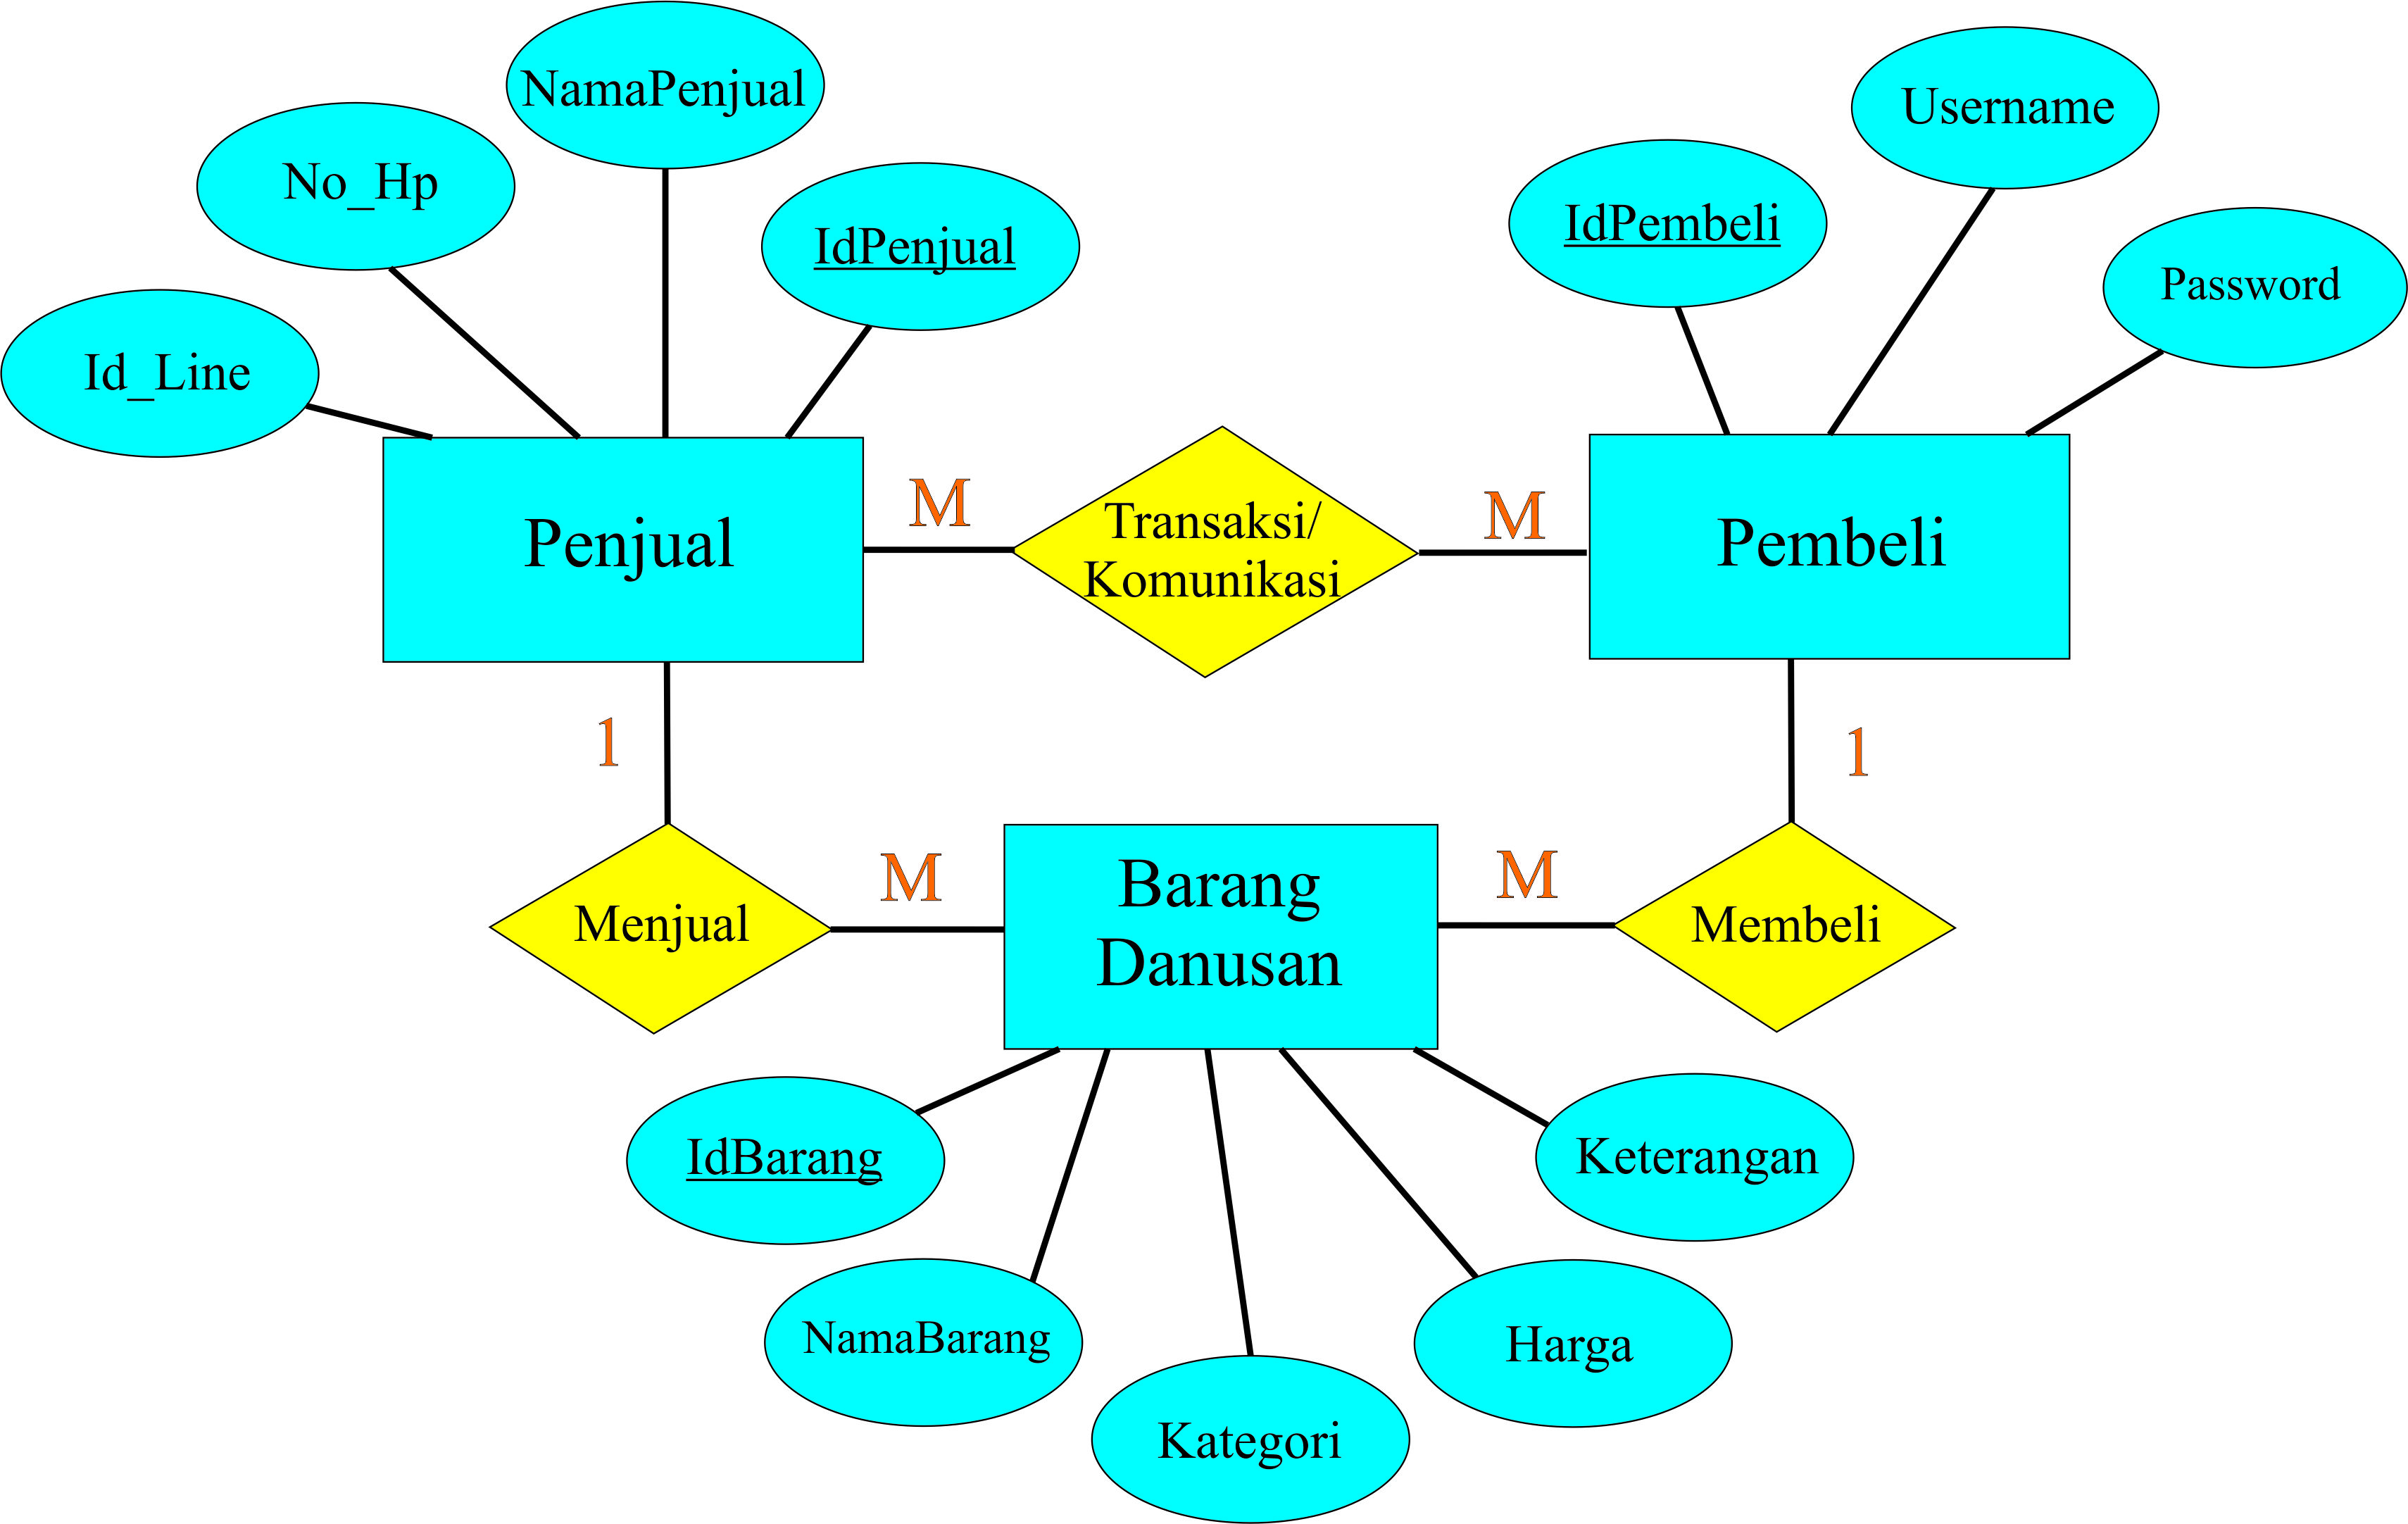 NamaPenjual
Username
No_Hp
IdPenjual
IdPembeli
Password
Id_Line
Penjual
M
Transaksi/
Komunikasi
M
Pembeli
1
1
Menjual
M
Barang
Danusan
M
Membeli
IdBarang
Keterangan
NamaBarang
Harga
Kategori